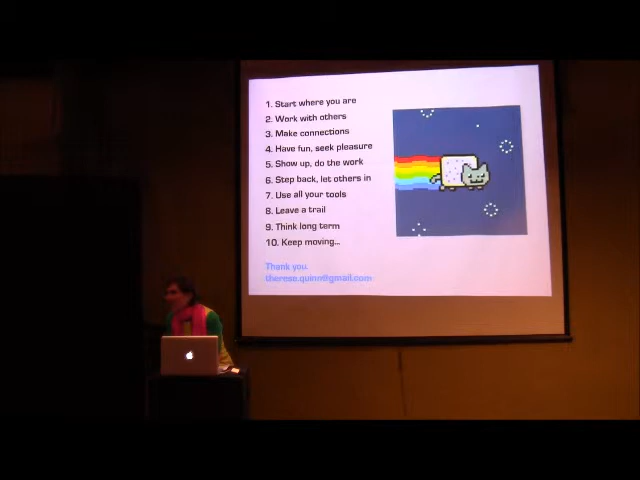 1. Start where you are
2. Work with others
3. Make connections
4. Have fun, seek pleasure
5. Show up, do the work
6. Step back, let others in
7. Use all your tools
8. Leave a trail
9. Think long term
10. Keep moving...
Thank you.
therese.quinn@gmail.com